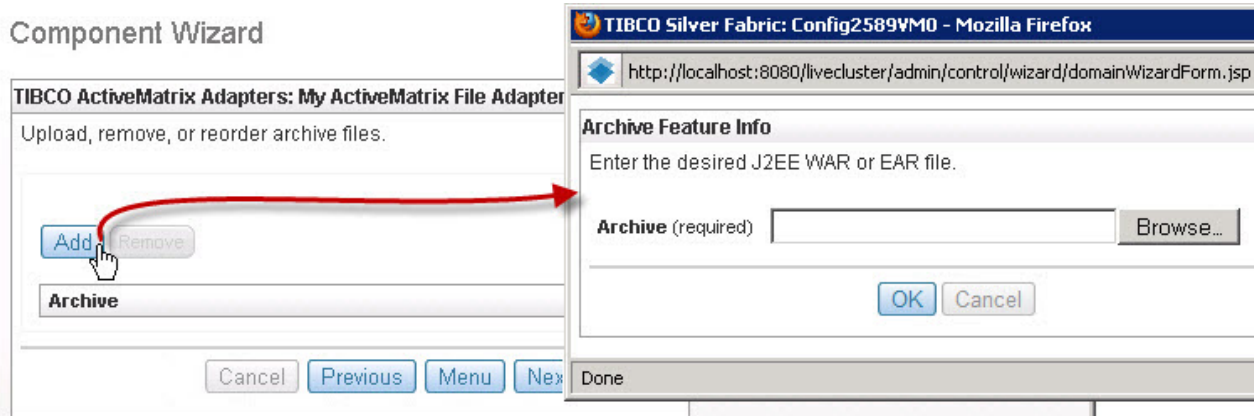 Component Wizard
TIBCO ActiveMatrix Adapters: My ActiveMatrix File Adapter
Upload, remove, or reorder archive files.
Add Remove
Archive
Cancel Previous Menu Nex
TIBCO Silver Fabric: Config2589VM0 - Mozilla Firefox
http://localhost:8080/livecluster/admin/control/wizard/domainWizardForm.jsp
Archive Feature Info
Enter the desired J2EE WAR or EAR file.
Archive (required) Browse...
OK Cancel
Done